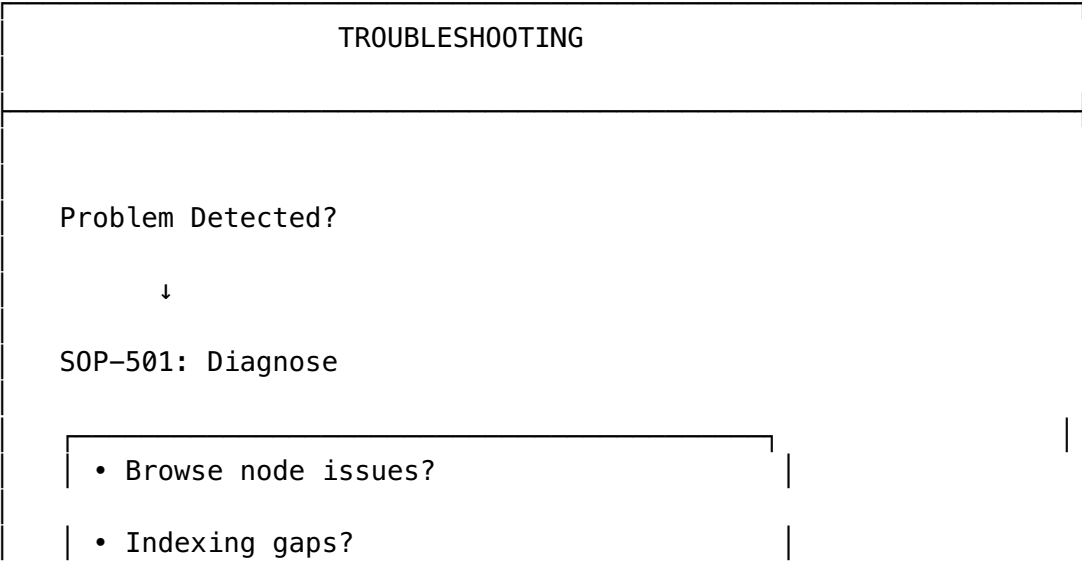 TROUBLESHOOTING
Problem Detected?
↓
SOP-501: Diagnose
• Browse node issues?
• Indexing gaps?